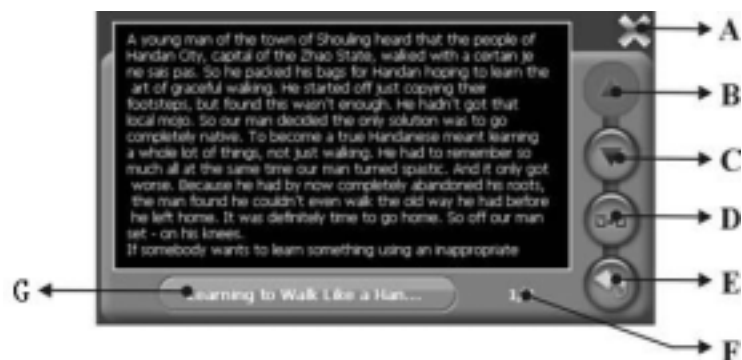 A
A young man of the town of Shouling heard that the people of
Handan City, capital of the Zhao State, walked with a certain je
ne sais pas. So he packed his bags for Handan hoping to learn the
art of graceful walking. He started off just copying their
footsteps, but found this wasn't enough. He hadn't got that
local mojo. So our man decided the only solution was to go
completely native. To become a true Handanese meant learning
a whole lot of things, not just walking. He had to remember so
much all at the same time our man turned spastic. And it only got
worse. Because he had by now completely abandoned his roots,
the man found he couldn't even walk the old way he had before
he left home. It was definitely time to go home. So off our man
set - on his knees.
If somebody wants to learn something using an inappropriate
B
C
D
E
G
Learning to Walk Like a Han...
F